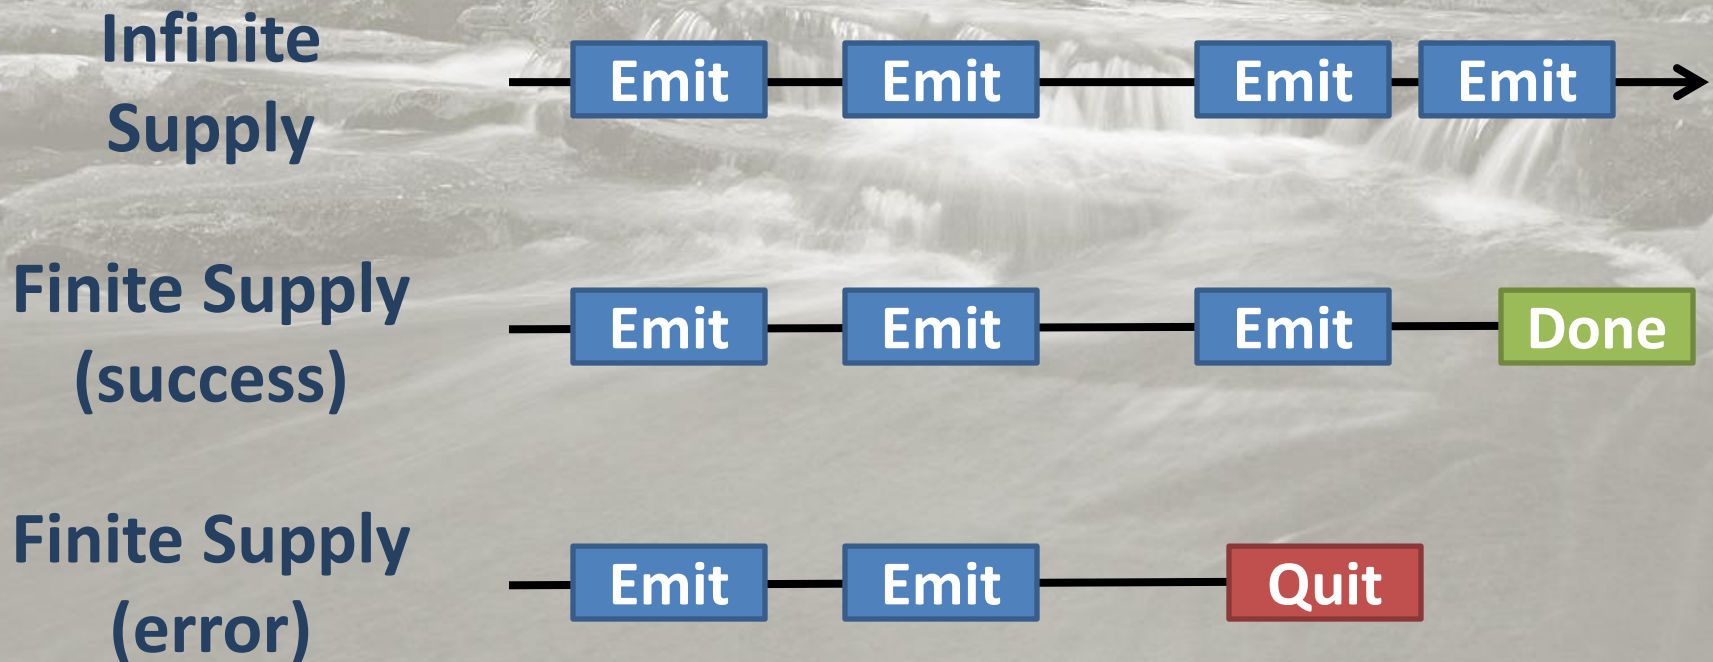 Infinite
Supply
Emit Emit Emit Emit
Finite Supply
(success)
Emit Emit Emit Done
Finite Supply
(error)
Emit Emit Quit